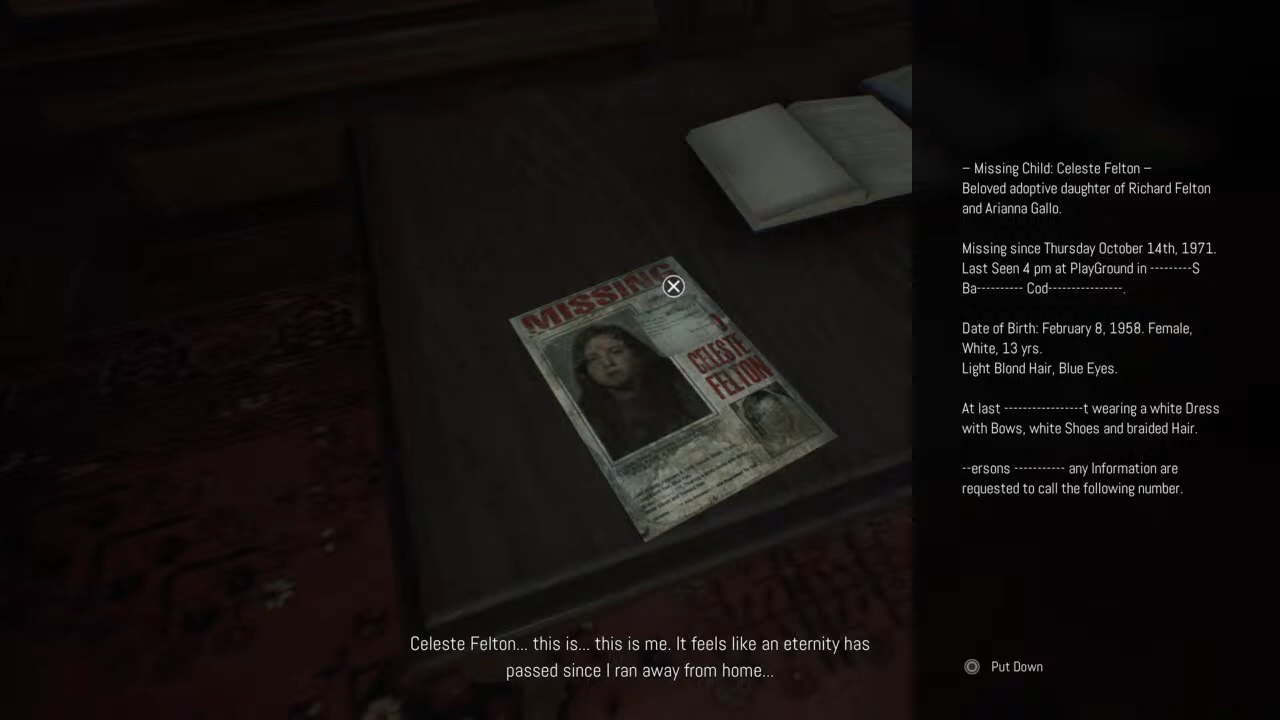 MISSING
CELESTE
FELTON
– Missing Child: Celeste Felton –
Beloved adoptive daughter of Richard Felton
and Arianna Gallo.
Missing since Thursday October 14th, 1971.
Last Seen 4 pm at PlayGround in ---------S
Ba---------- Cod----------------.
Date of Birth: February 8, 1958. Female,
White, 13 yrs.
Light Blond Hair, Blue Eyes.
At last -----------------t wearing a white Dress
with Bows, white Shoes and braided Hair.
--ersons ----------- any Information are
requested to call the following number.
Celeste Felton... this is... this is me. It feels like an eternity has
passed since I ran away from home...
Put Down